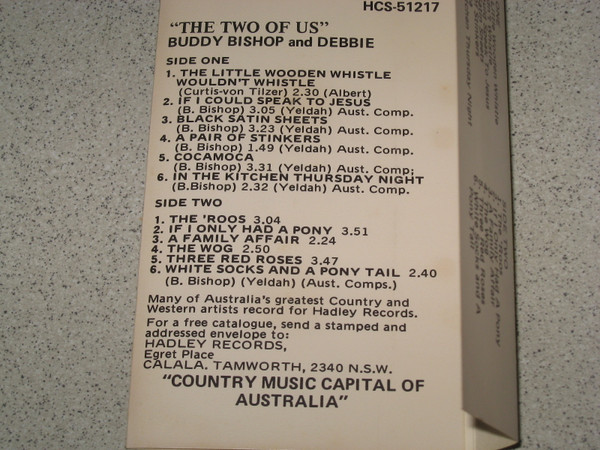 HCS-51217
"THE TWO OF US"
BUDDY BISHOP and DEBBIE
SIDE ONE
1. THE LITTLE WOODEN WHISTLE
WOULDN'T WHISTLE
(Curtis-von Tilzer) 2.30 (Albert)
2. IF I COULD SPEAK TO JESUS
(B. Bishop) 3.05 (Yeldah) Aust. Comp.
3. BLACK SATIN SHEETS
(B. Bishop) 3.23 (Yeldah) Aust. Comp.
4. A PAIR OF STINKERS
(B. Bishop) 1.49 (Yeldah) Aust. Comp.
5. COCAMOCA
(B. Bishop) 3.31 (Yeldah) Aust. Comp;
6. IN THE KITCHEN THURSDAY NIGHT
(B.Bishop) 2.32 (Yeldah) Aust. Comp.
SIDE TWO
1. THE 'ROOS 3.04
2. IF I ONLY HAD A PONY 3.51
3. A FAMILY AFFAIR 2.24
4. THE WOG 2.50
5. THREE RED ROSES 3.47
6. WHITE SOCKS AND A PONY TAIL 2.40
(B. Bishop) (Yeldah) (Aust. Comps.)
Many of Australia's greatest Country and
Western artists record for Hadley Records.
For a free catalogue, send a stamped and
addressed envelope to:
HADLEY RECORDS,
Egret Place
CALALA. TAMWORTH, 2340 N.S.W.
"COUNTRY MUSIC CAPITAL OF
AUSTRALIA"